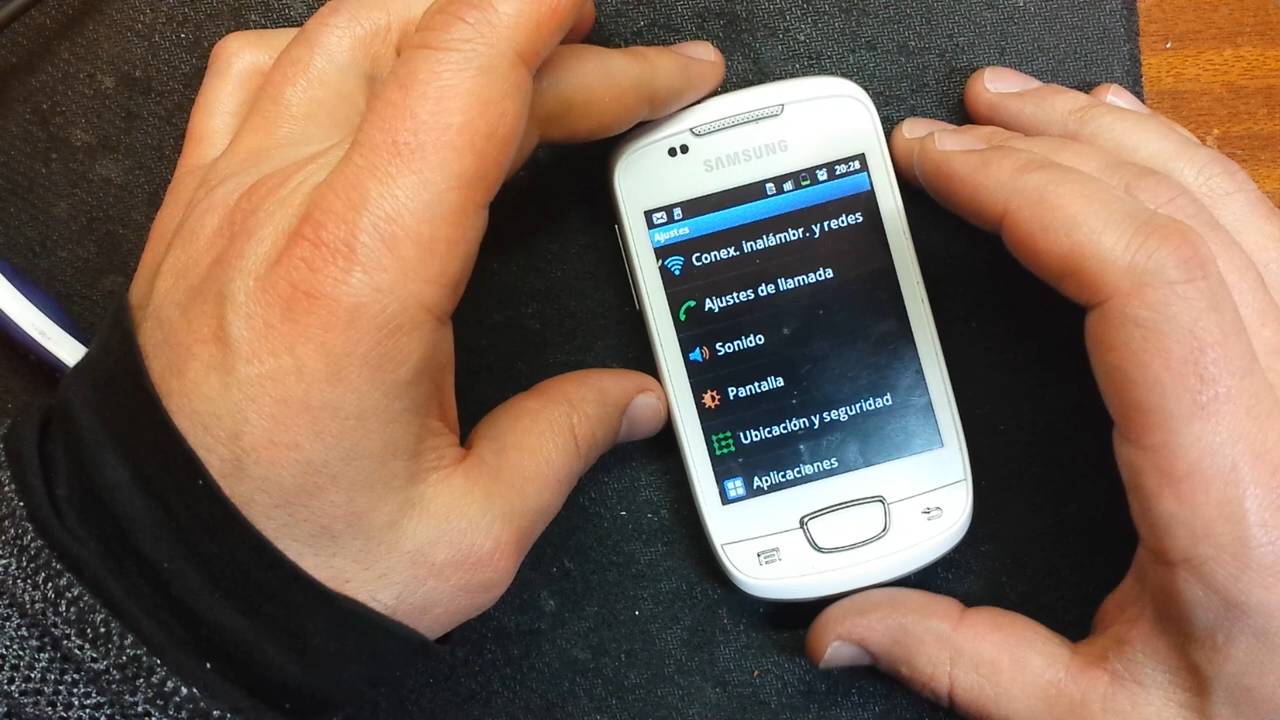 SAMSUNG
20:28
Ajustes
Conex. inalámbr. y redes
Ajustes de llamada
Sonido
Pantalla
Ubicación y seguridad
Aplicaciones